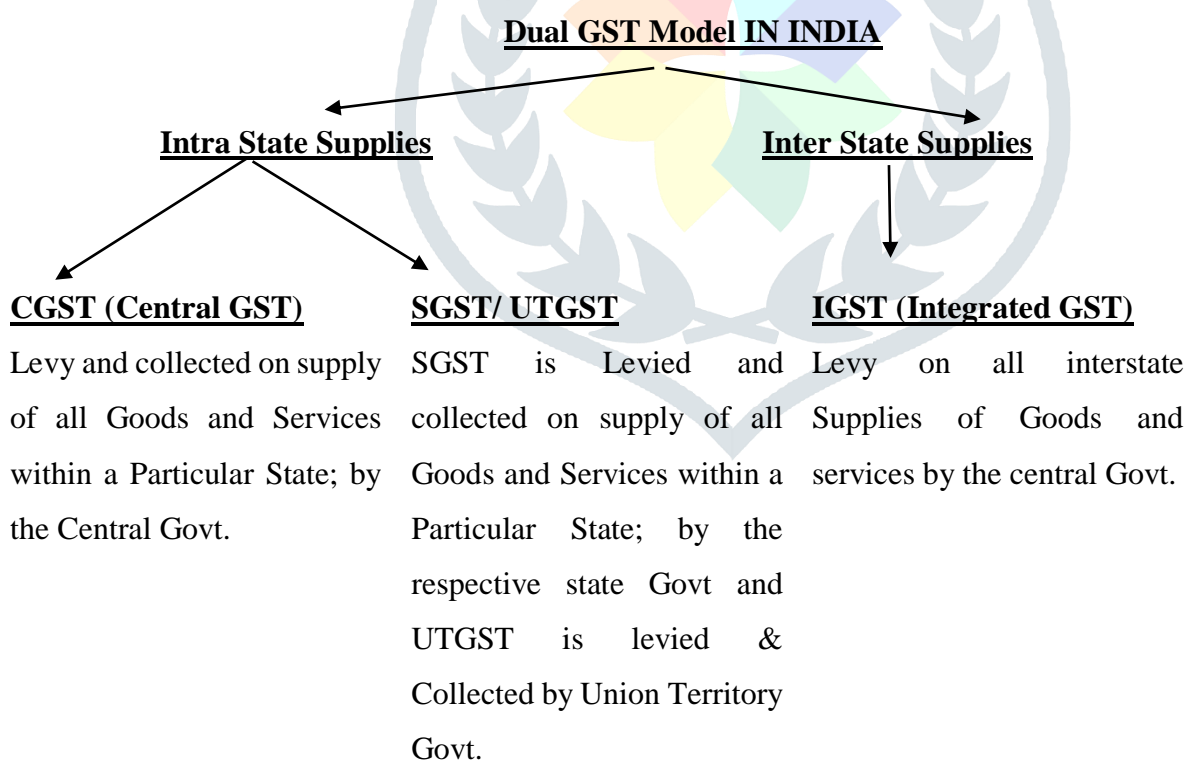 Dual GST Model IN INDIA
Intra State Supplies
Inter State Supplies
CGST (Central GST)
Levy and collected on supply
of all Goods and Services
within a Particular State; by
the Central Govt.
SGST/ UTGST
SGST is Levied and
collected on supply of all
Goods and Services within a
Particular State; by the
respective state Govt and
UTGST is levied &
Collected by Union Territory
Govt.
IGST (Integrated GST)
Levy on all interstate
Supplies of Goods and
services by the central Govt.